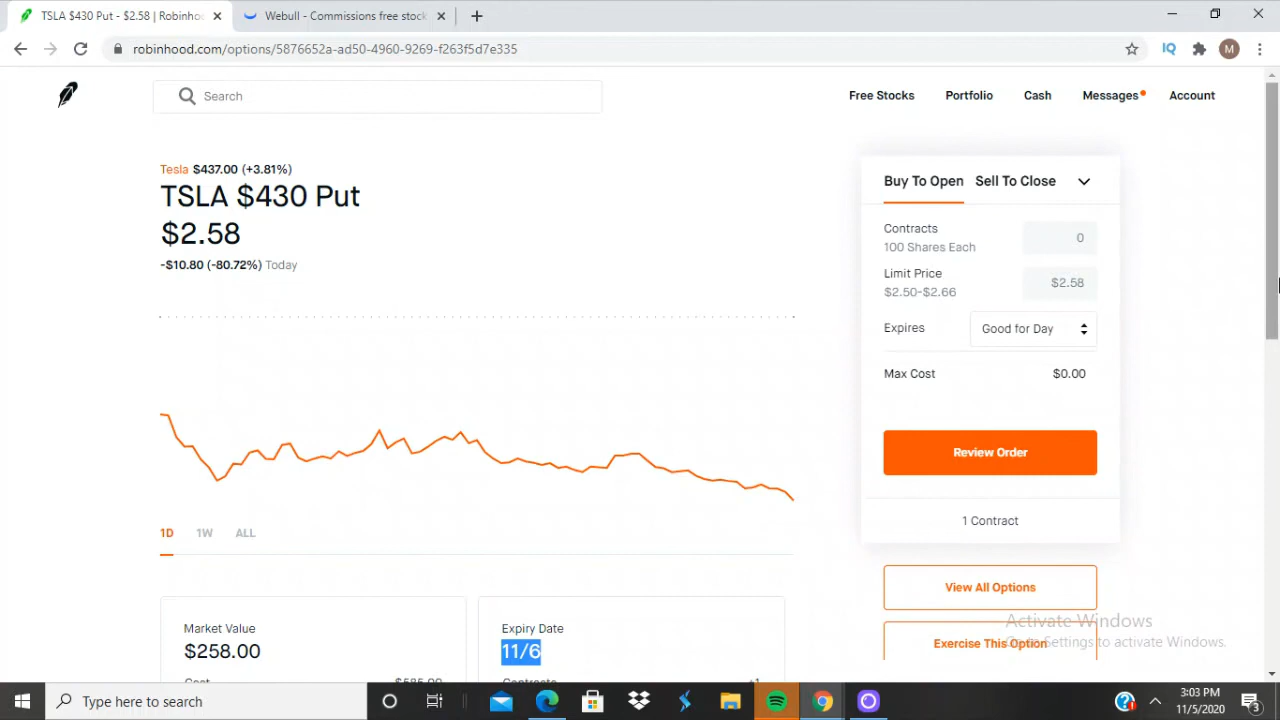 TSLA $430 Put - $2.58 | Robinhoo
Webull - Commissions free stock
robinhood.com/options/5876652a-ad50-4960-9269-f263f5d7e335
IQ
M
Search
Free Stocks
Portfolio
Cash
Messages
Account
Tesla $437.00 (+3.81%)
TSLA $430 Put
$2.58
-$10.80 (-80.72%) Today
1D
1W
ALL
Market Value
$258.00
Expiry Date
11/6
Buy To Open
Sell To Close
Contracts
0
100 Shares Each
Limit Price
$2.58
$2.50-$2.66
Expires
Good for Day
Max Cost
$0.00
Review Order
1 Contract
View All Options
Exercise This Option
Activate Windows
Go to Settings to activate Windows.
Type here to search
3:03 PM
11/5/2020
3